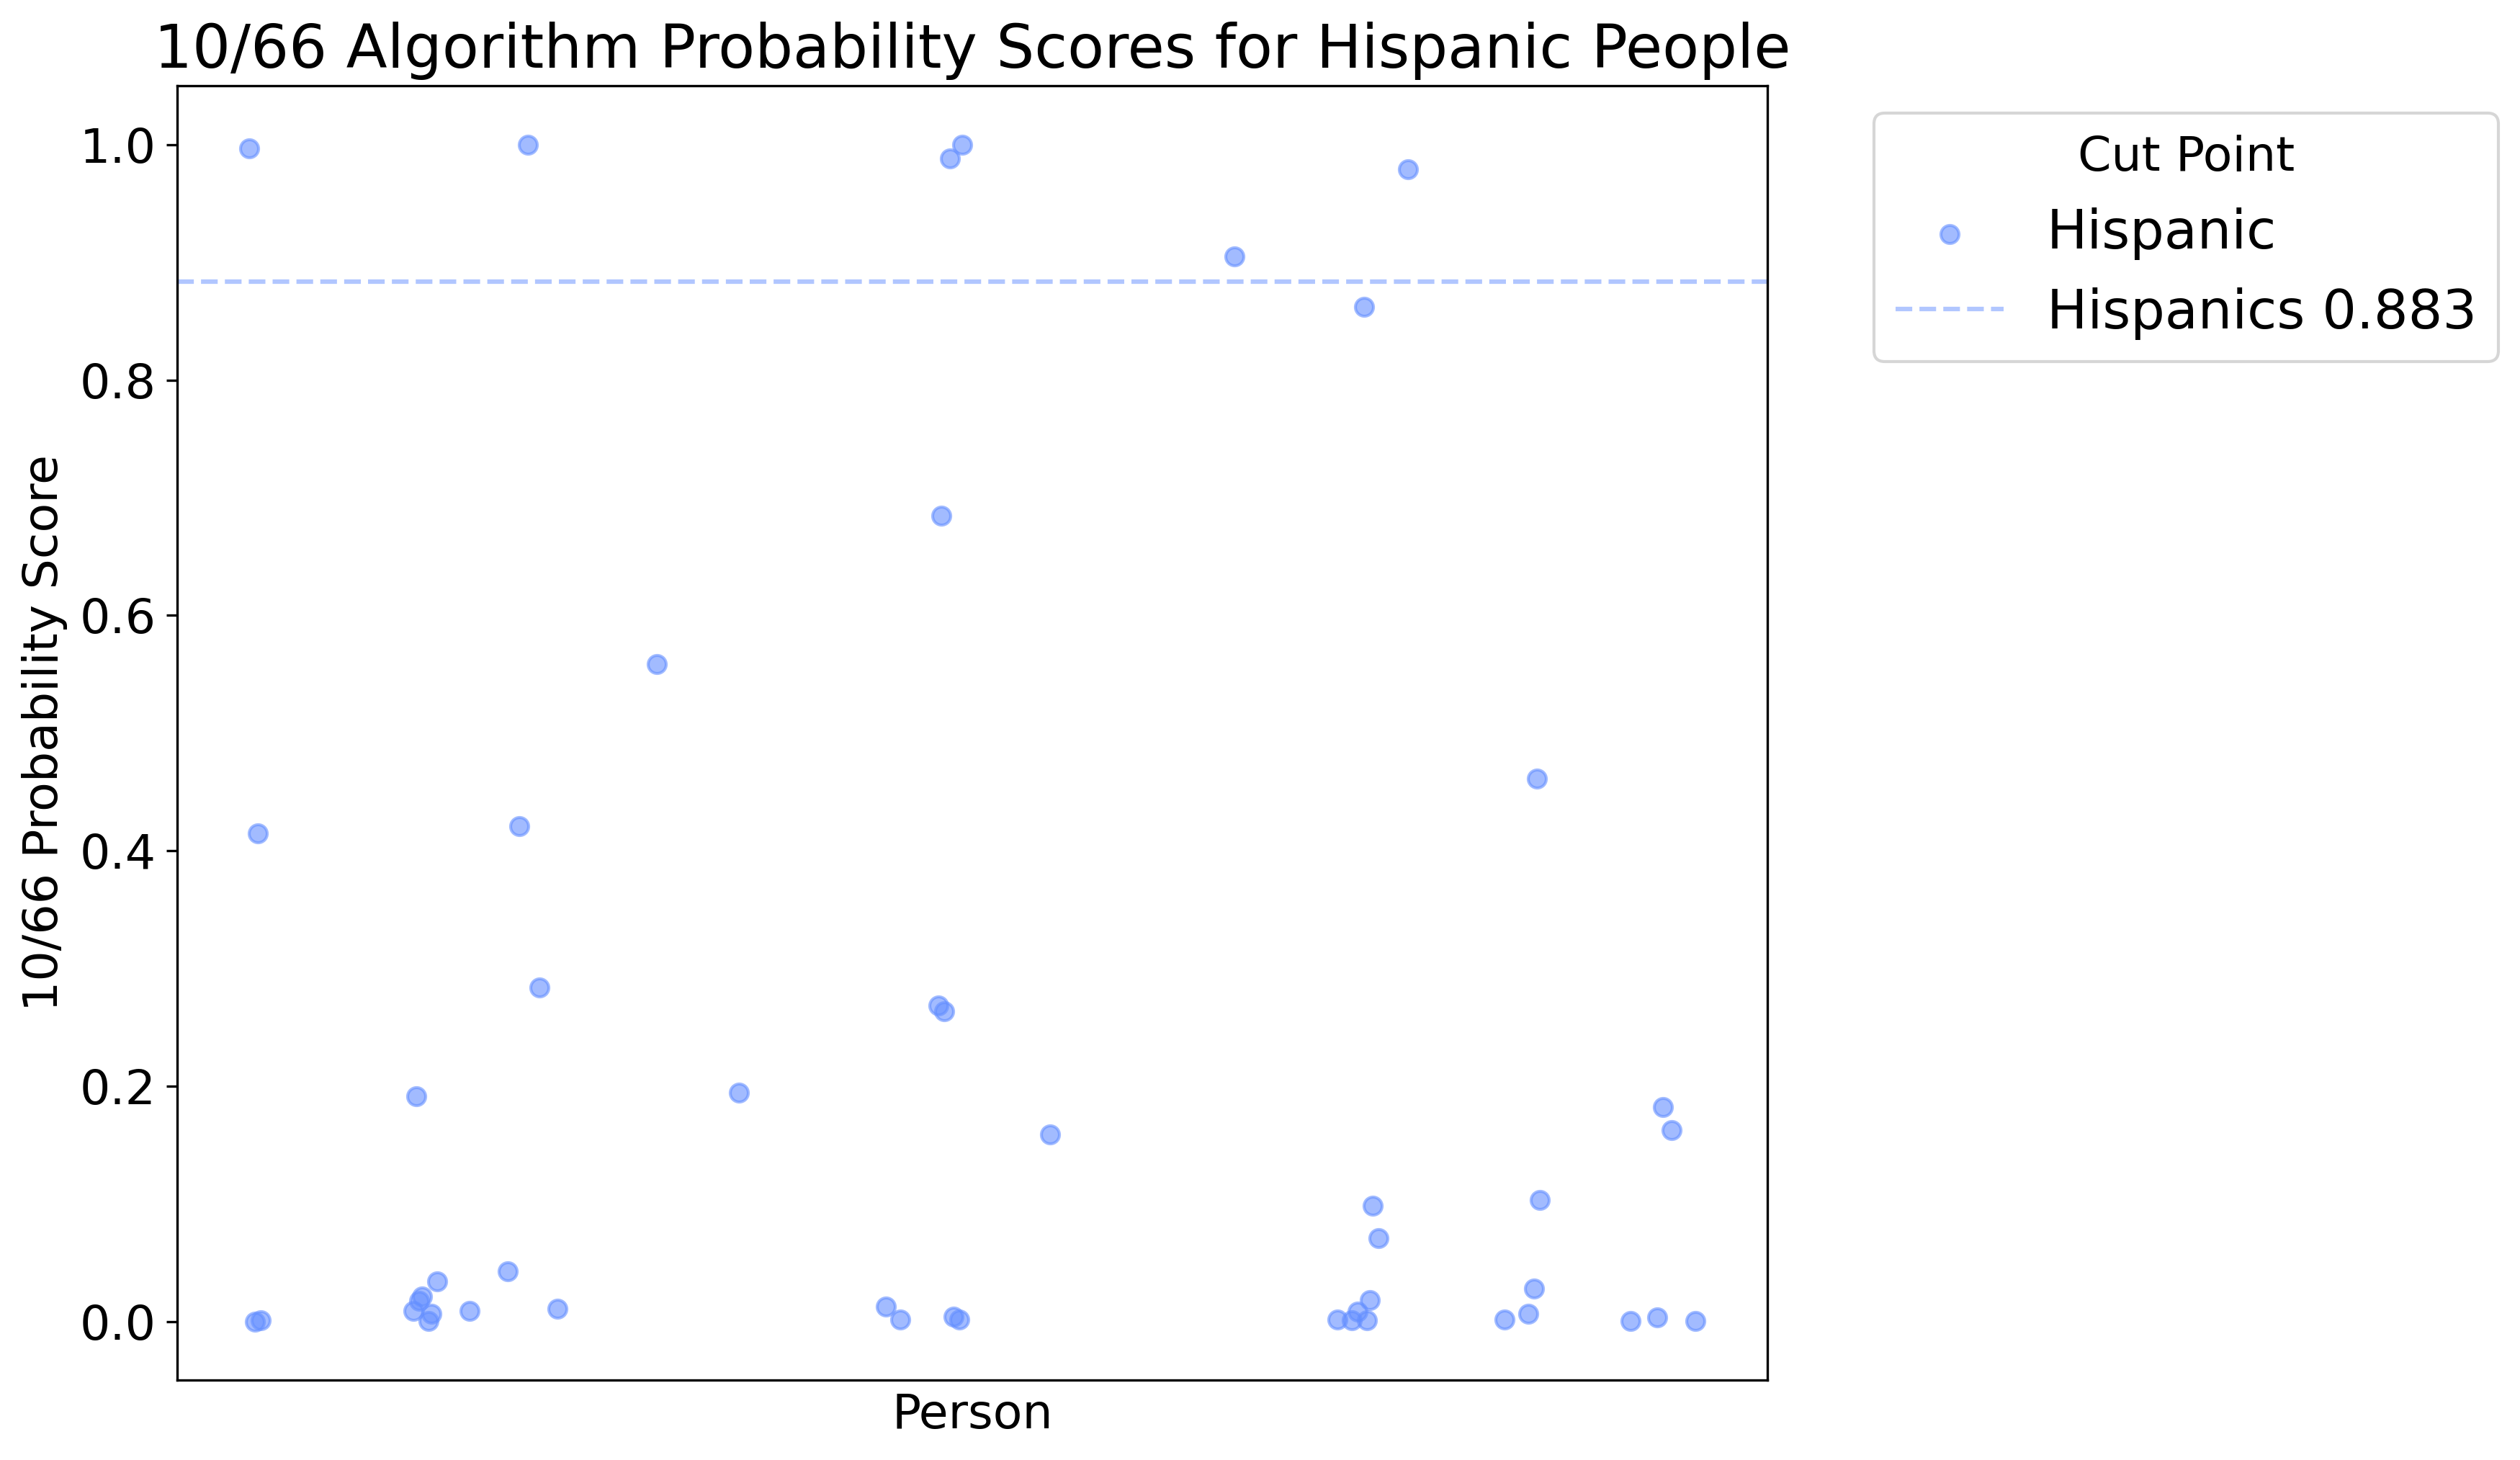 10/66 Algorithm Probability Scores for Hispanic People
10/66 Probability Score
1.0
0.8
0.6
0.4
0.2
0.0
Person
Cut Point
Hispanic
Hispanics 0.883